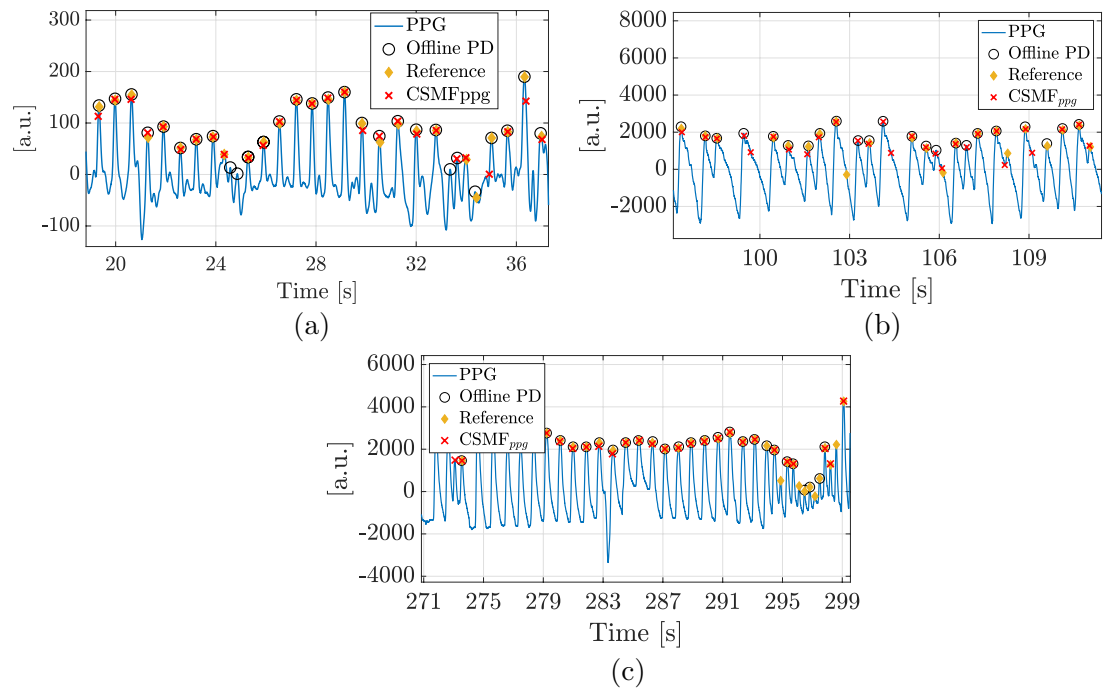 300
200
100
0
-100
[a.u.]
PPG
Offline PD
Reference
CSMFppg
20
24
28
32
36
Time [s]
(a)
8000
6000
4000
2000
0
-2000
[a.u.]
PPG
Offline PD
Reference
CSMF_ppg
100
103
106
109
Time [s]
(b)
6000
4000
2000
0
-2000
-4000
[a.u.]
PPG
Offline PD
Reference
CSMF_ppg
271
275
279
283
287
291
295
299
Time [s]
(c)